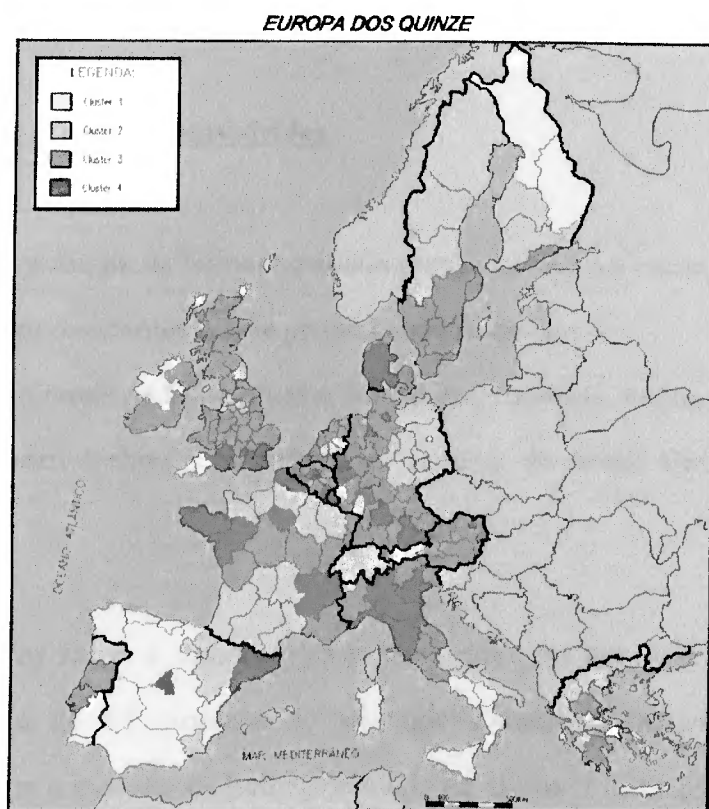 EUROPA DOS QUINZE
LEGENDA:
Cluster 1
Cluster 2
Cluster 3
Cluster 4
OCEANO ATLÂNTICO
MAR MEDITERRÂNEO